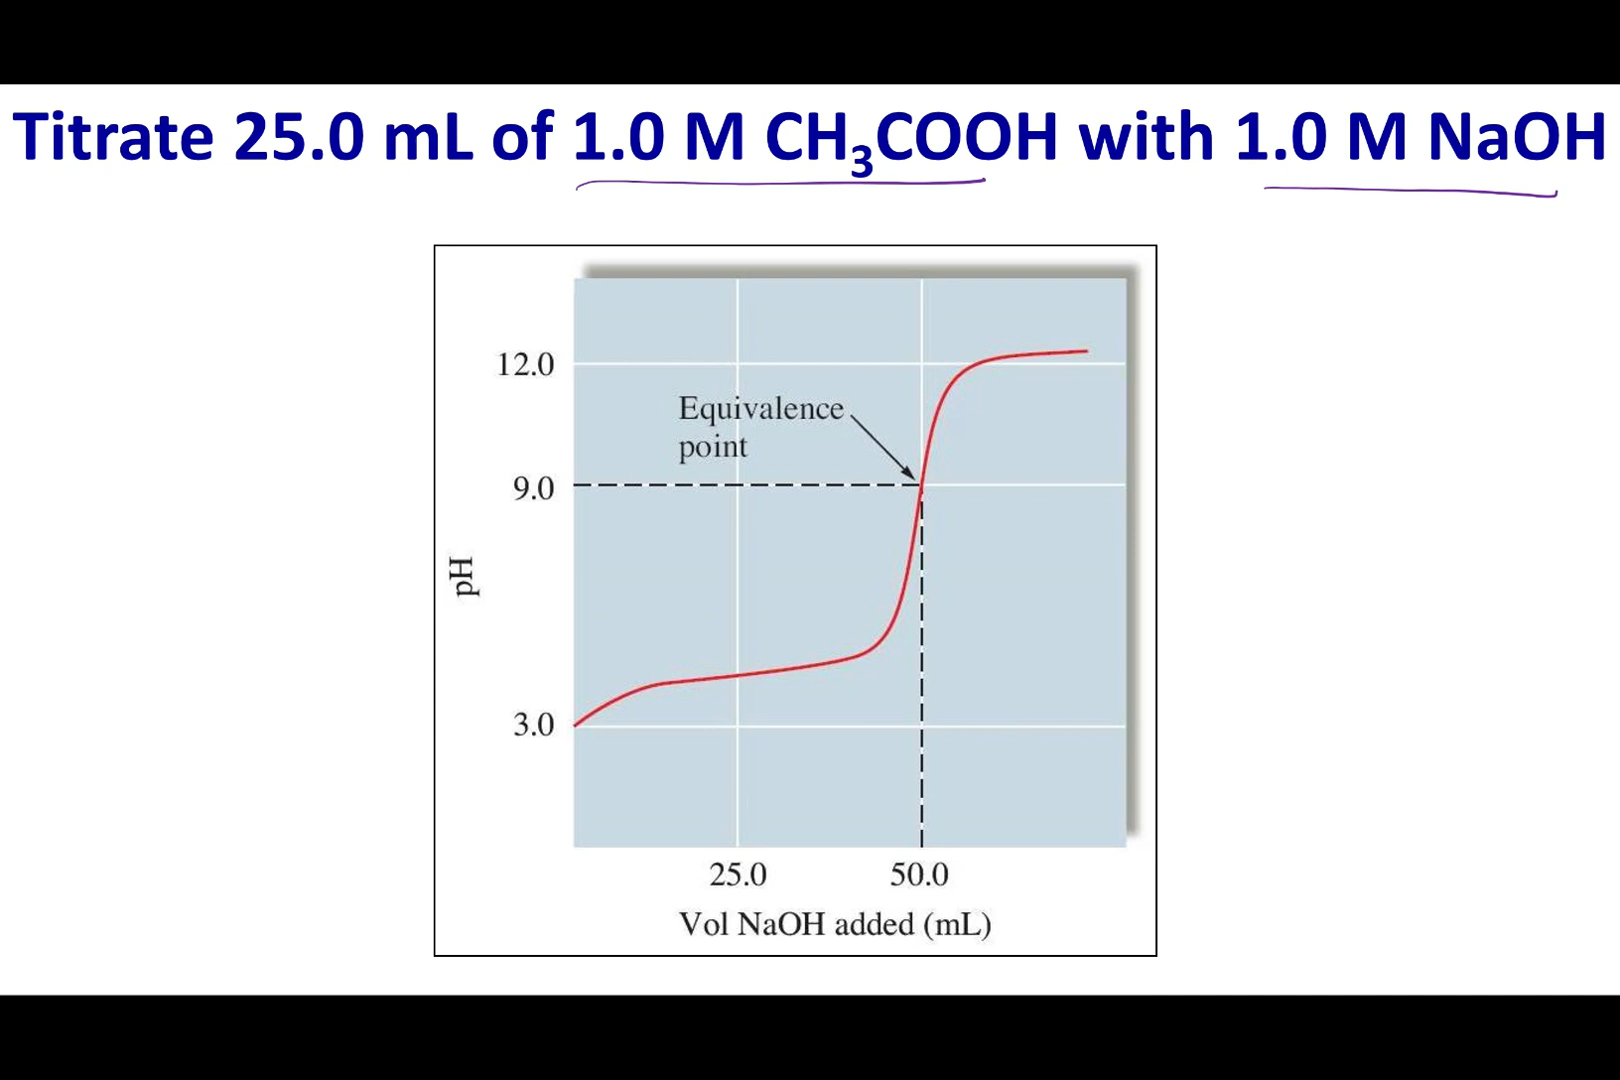 Titrate 25.0 mL of 1.0 M CH₃COOH with 1.0 M NaOH
12.0
Equivalence
point
9.0
pH
3.0
25.0 50.0
Vol NaOH added (mL)